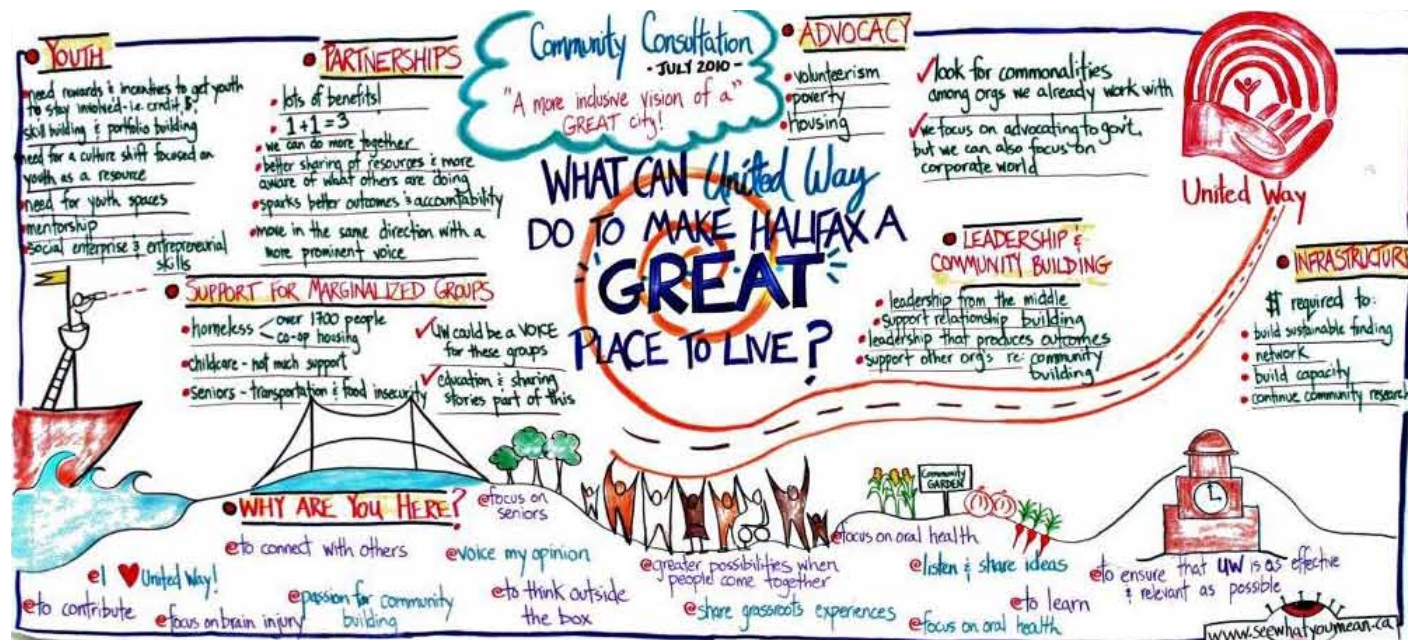 Community Consultation
- JULY 2010 -
"A more inclusive vision of a"
GREAT city!
WHAT CAN United Way
DO TO MAKE HALIFAX A
GREAT
PLACE TO LIVE?
YOUTH
need rewards & incentives to get youth
to stay involved - i.e. credit, $,
skill building & portfolio building
need for a culture shift focused on
youth as a resource
need for youth spaces
mentorship
social enterprise & entrepreneurial
skills
PARTNERSHIPS
lots of benefits!
1+1=3
we can do more together
better sharing of resources & more
aware of what others are doing
sparks better outcomes & accountability
move in the same direction with a
more prominent voice
ADVOCACY
volunteerism
poverty
housing
look for commonalities
among orgs we already work with
we focus on advocating to gov't,
but we can also focus on
corporate world
United Way
SUPPORT FOR MARGINALIZED GROUPS
homeless < over 1700 people
co-op housing
childcare - not much support
seniors - transportation & food insecurity
UW could be a VOICE
for these groups
education & sharing
stories part of this
LEADERSHIP &
COMMUNITY BUILDING
leadership from the middle
support relationship building
leadership that produces outcomes
support other orgs re: community
building
INFRASTRUCTURE
$ required to:
build sustainable funding
network
build capacity
continue community research
WHY ARE YOU HERE?
to connect with others
focus on
seniors
voice my opinion
I ♥ United Way!
to contribute
focus on brain injury
passion for community
building
to think outside
the box
greater possibilities when
people come together
share grassroots experiences
Community
GARDEN
focus on oral health
listen & share ideas
to learn
focus on oral health
to ensure that UW is as effective
& relevant as possible
www.seewhatyoumean.ca